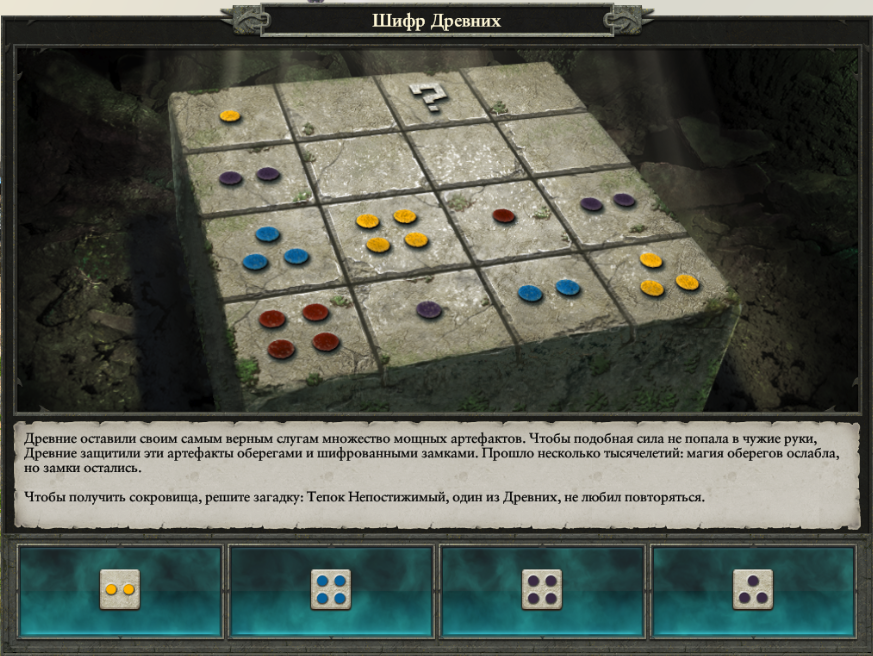 Шифр Древних
?
Древние оставили своим самым верным слугам множество мощных артефактов. Чтобы подобная сила не попала в чужие руки,
Древние защитили эти артефакты оберегами и шифрованными замками. Прошло несколько тысячелетий: магия оберегов ослабла,
но замки остались.
Чтобы получить сокровища, решите загадку: Тепок Непостижимый, один из Древних, не любил повторяться.